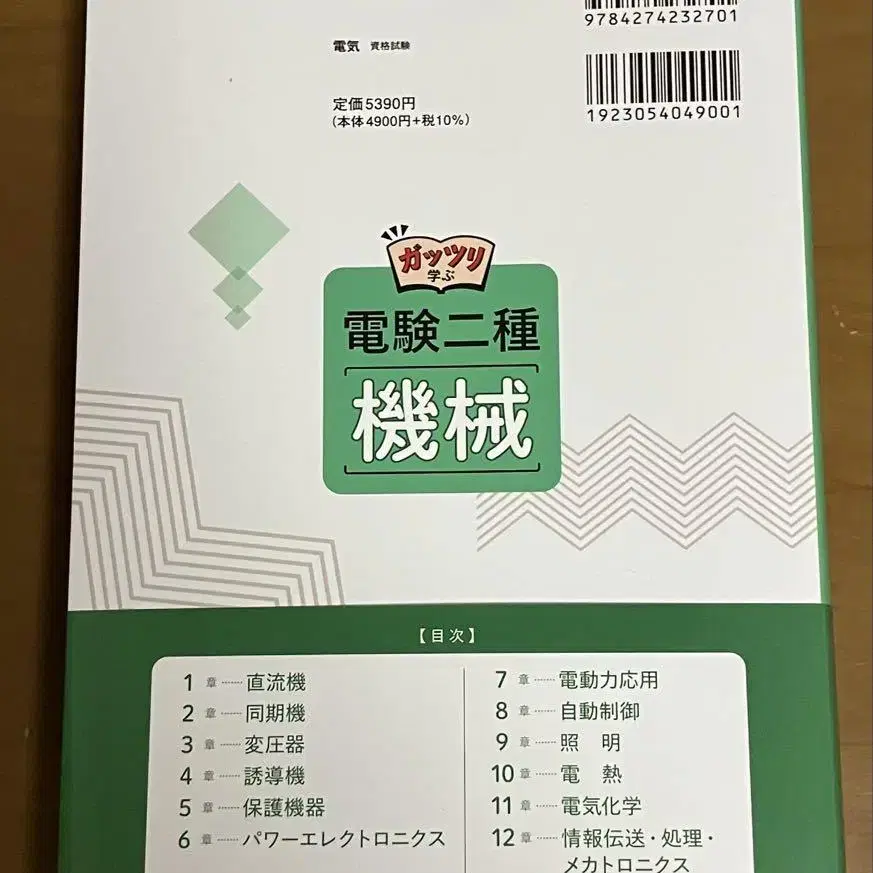 9784274232701
電気 資格試験
1923054049001
定価5390円
(本体4900円+税10%)
ガッツリ
学ぶ
電験二種
機械
【目次】
1章……直流機
2章……同期機
3章……変圧器
4章……誘導機
5章……保護機器
6章……パワーエレクトロニクス
7章……電動力応用
8章……自動制御
9章……照 明
10章……電 熱
11章……電気化学
12章……情報伝送・処理・
メカトロニクス